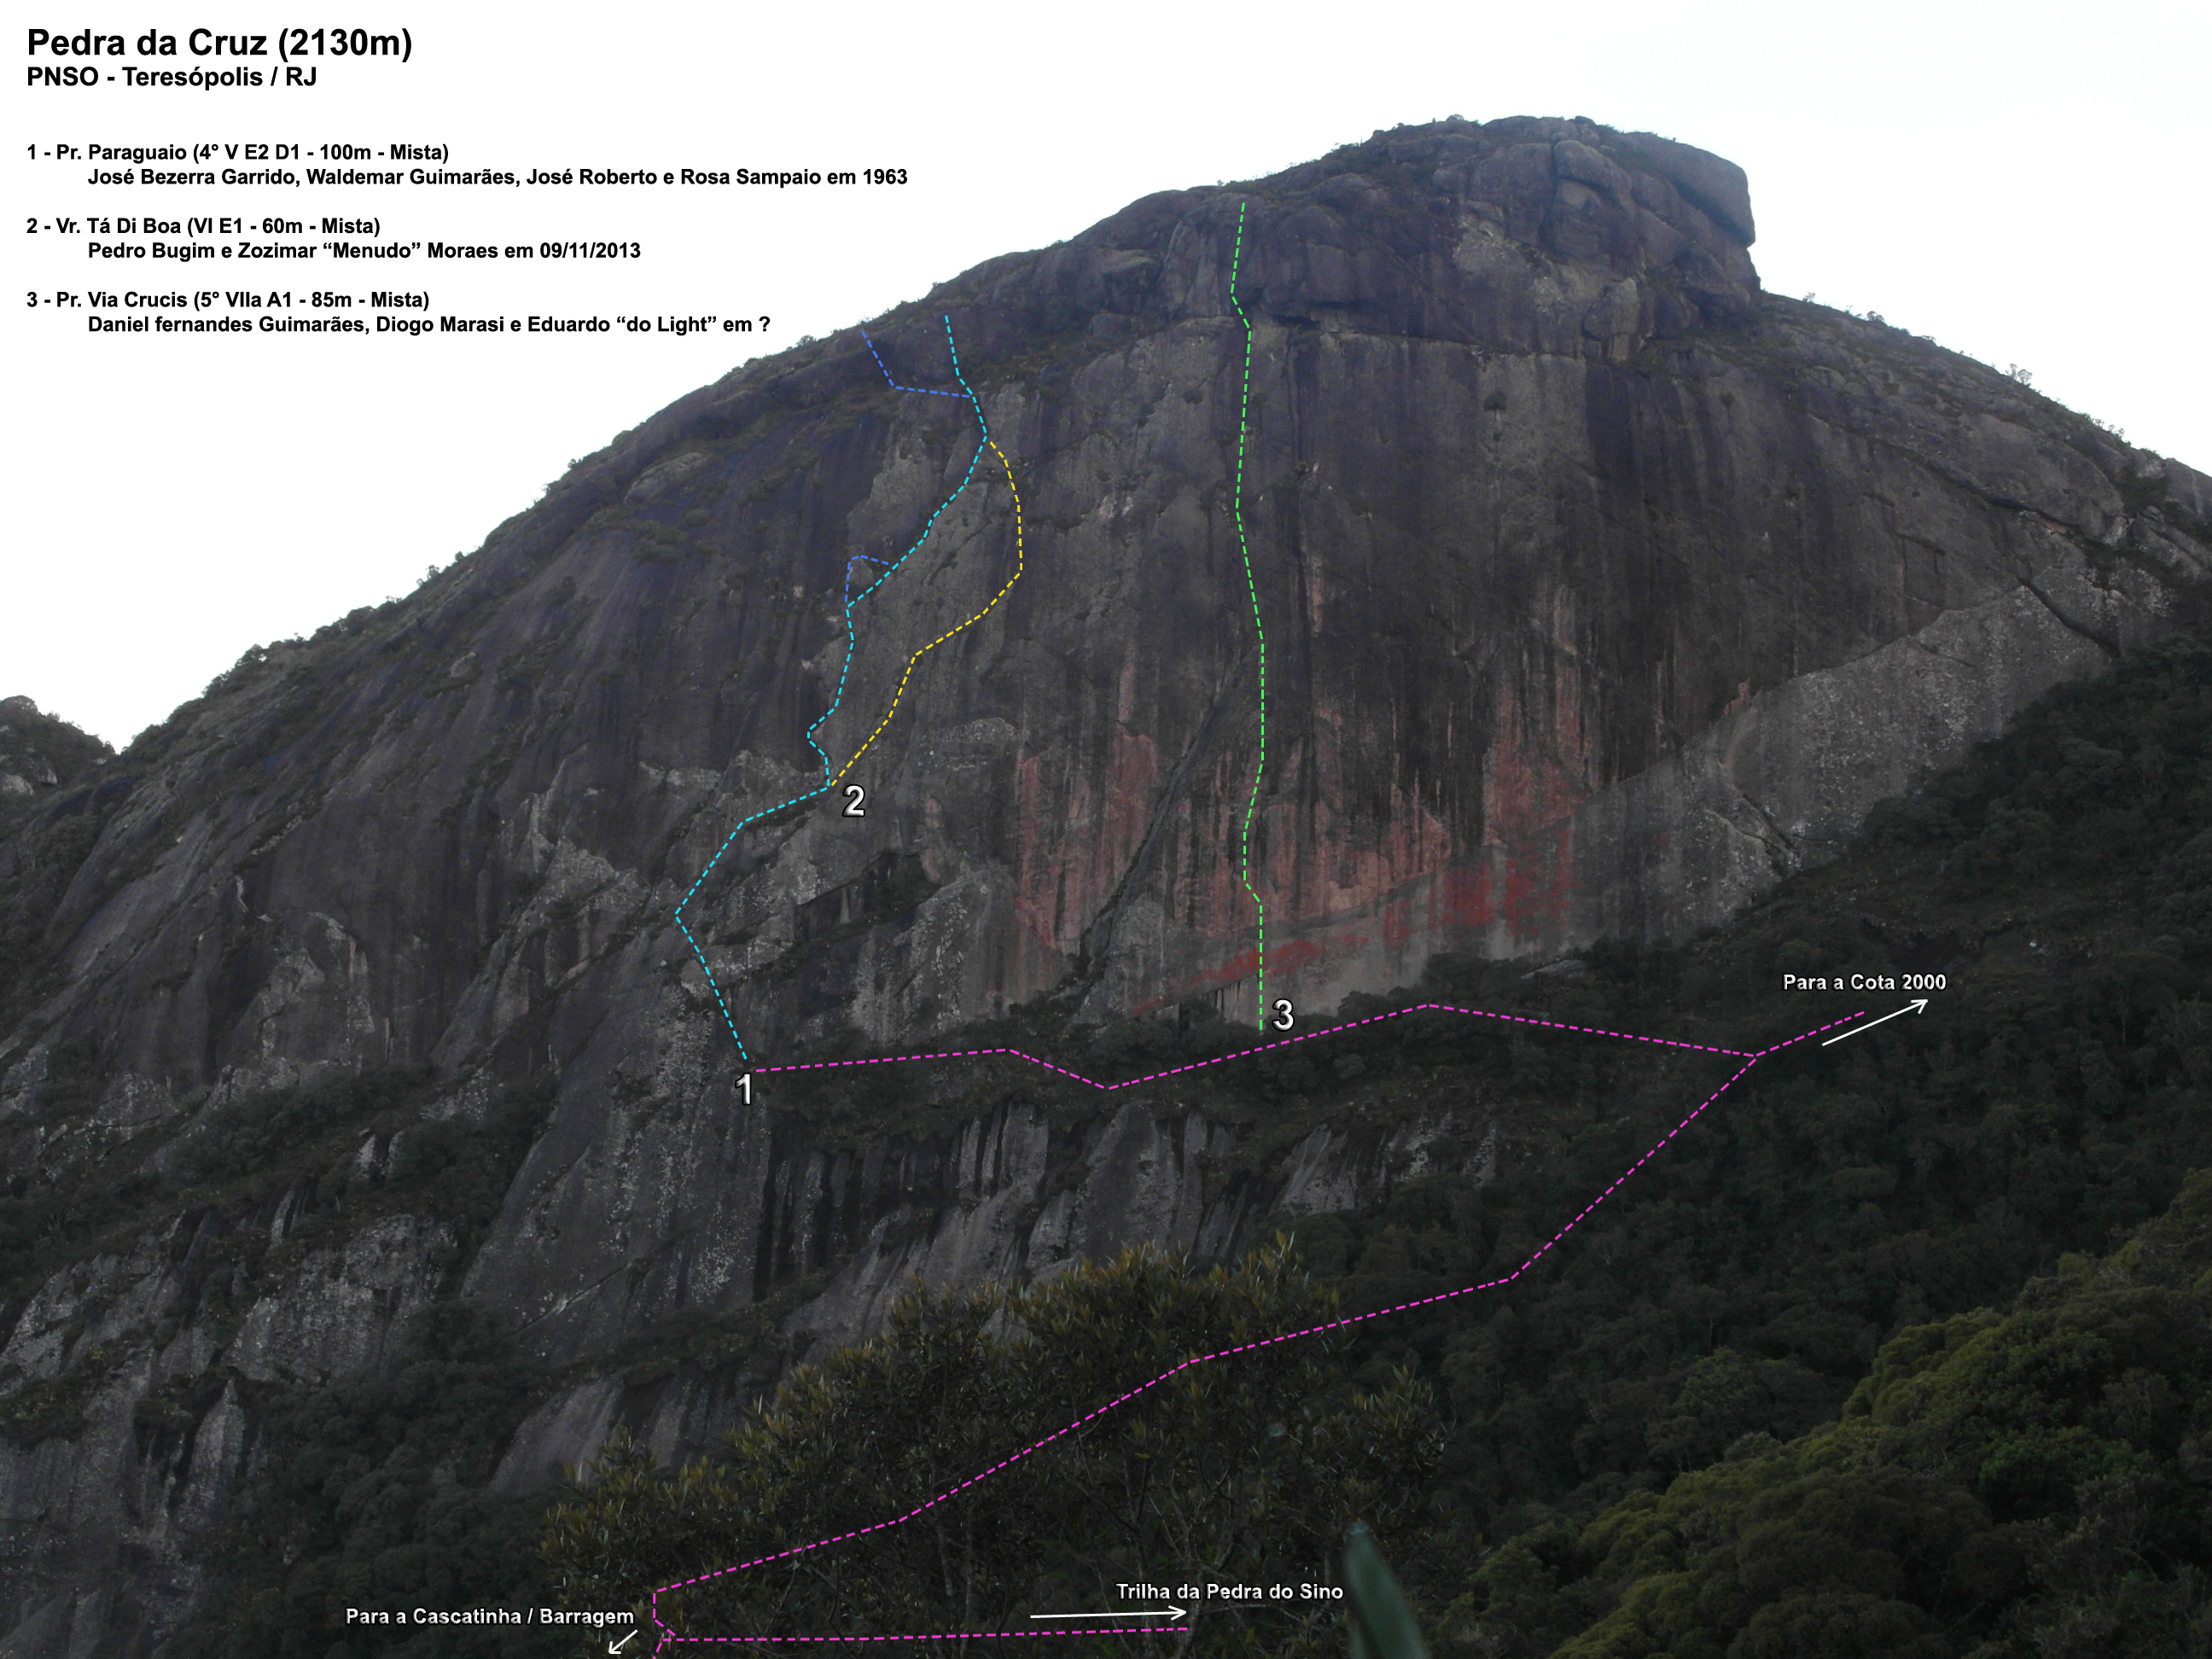 Pedra da Cruz (2130m)
PNSO - Teresópolis / RJ
1 - Pr. Paraguaio (4° V E2 D1 - 100m - Mista)
José Bezerra Garrido, Waldemar Guimarães, José Roberto e Rosa Sampaio em 1963
2 - Vr. Tá Di Boa (VI E1 - 60m - Mista)
Pedro Bugim e Zozimar “Menudo” Moraes em 09/11/2013
3 - Pr. Via Crucis (5° VIIa A1 - 85m - Mista)
Daniel fernandes Guimarães, Diogo Marasi e Eduardo “do Light” em ?
2
3
Para a Cota 2000
1
Trilha da Pedra do Sino
Para a Cascatinha / Barragem